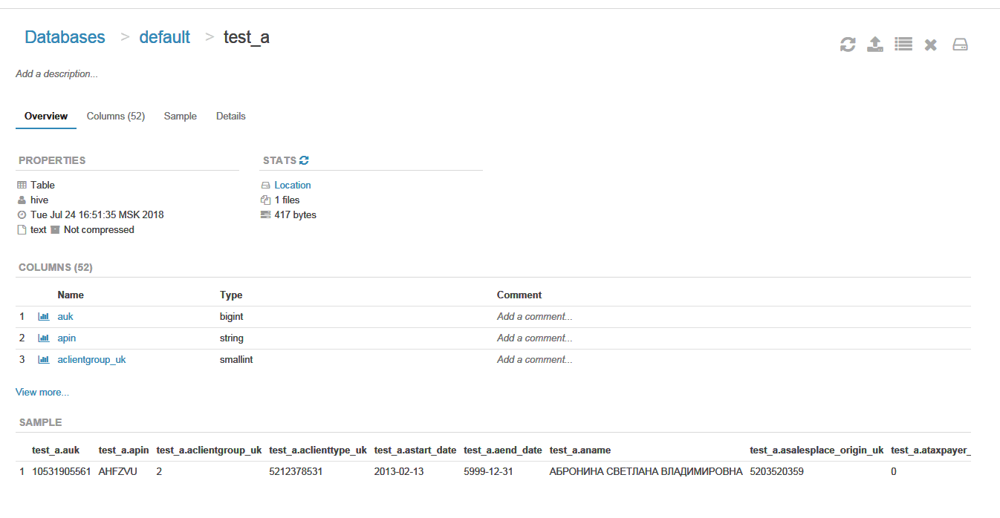 Databases > default > test_a
Add a description...
Overview Columns (52) Sample Details
PROPERTIES STATS
Table Location
hive 1 files
Tue Jul 24 16:51:35 MSK 2018 417 bytes
text Not compressed
COLUMNS (52)
Name Type Comment
1 auk bigint Add a comment...
2 apin string Add a comment...
3 aclientgroup_uk smallint Add a comment...
View more...
SAMPLE
test_a.auk test_a.apin test_a.aclientgroup_uk test_a.aclienttype_uk test_a.astart_date test_a.aend_date test_a.aname test_a.asalesplace_origin_uk test_a.ataxpayer_
1 10531905561 AHFZVU 2 5212378531 2013-02-13 5999-12-31 АБРОНИНА СВЕТЛАНА ВЛАДИМИРОВНА 5203520359 0